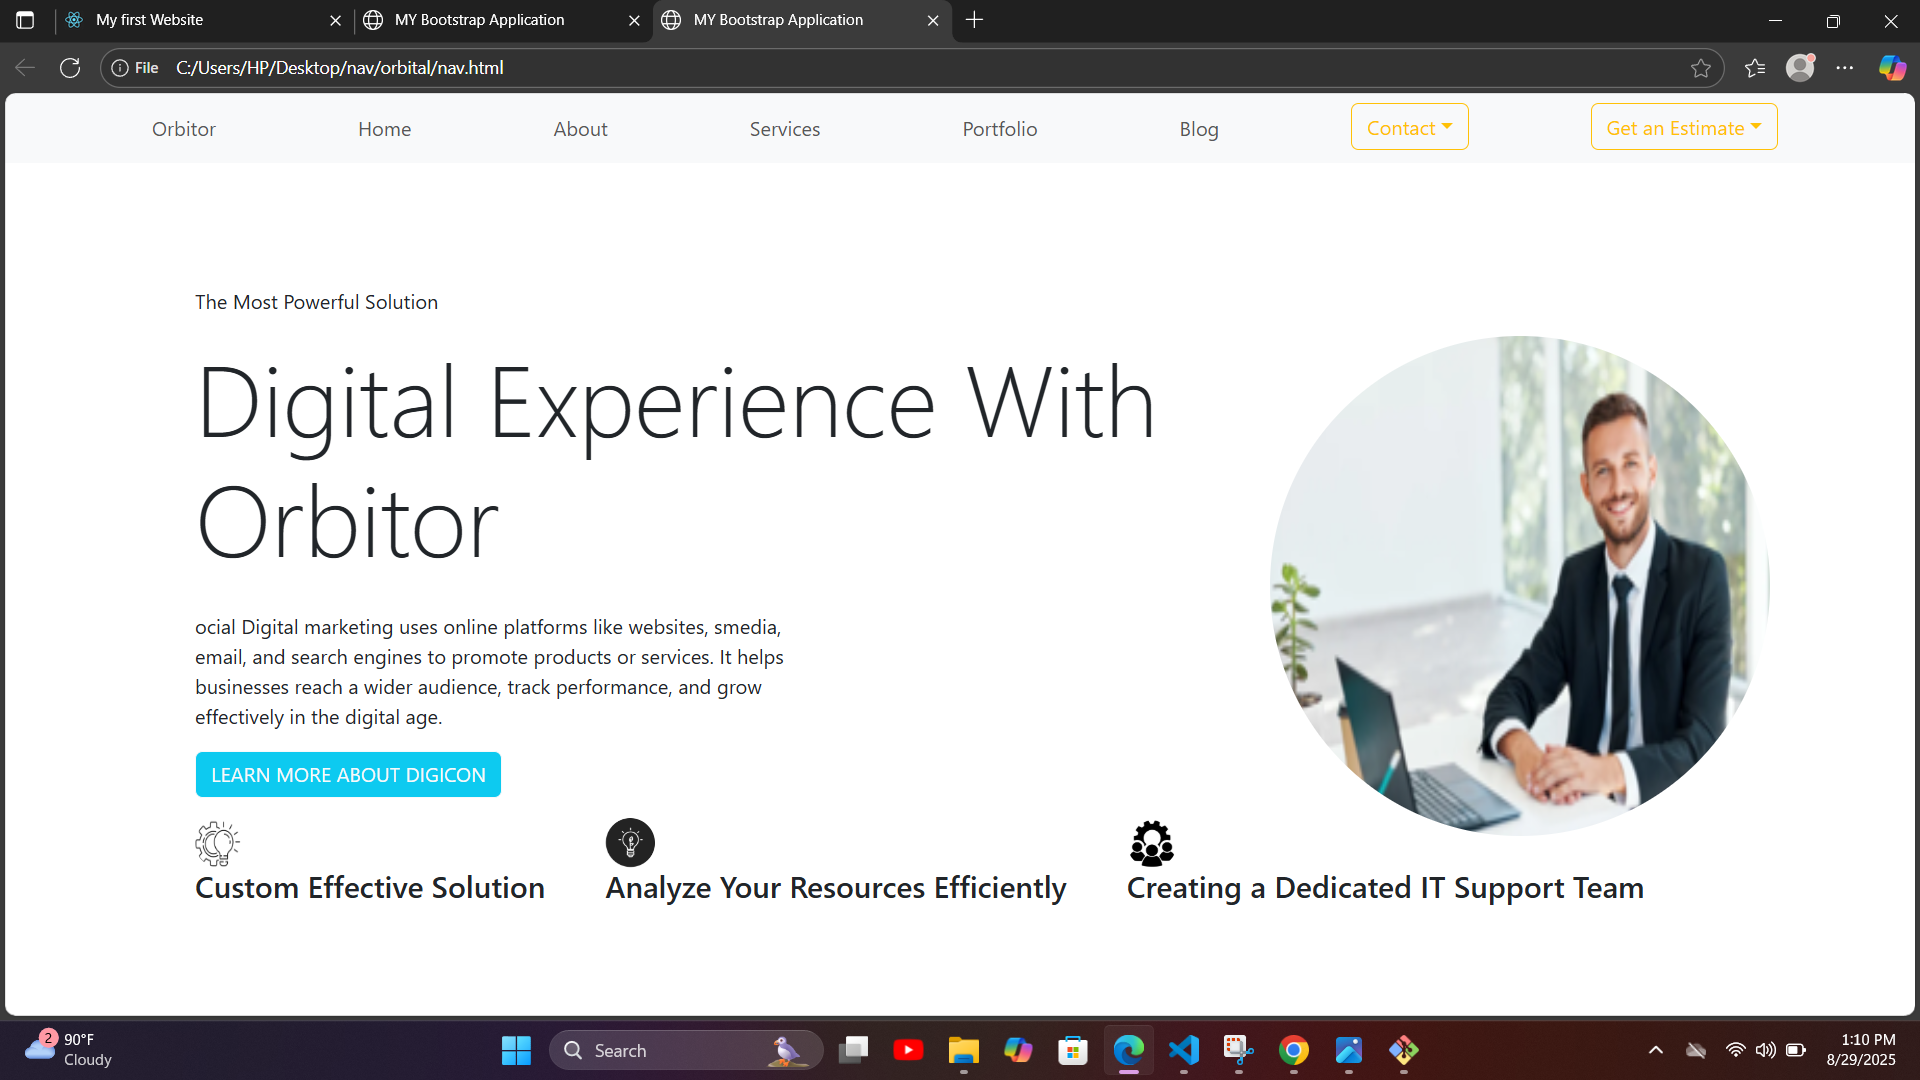 My first Website
MY Bootstrap Application
MY Bootstrap Application
File C:/Users/HP/Desktop/nav/orbital/nav.html
Orbitor Home About Services Portfolio Blog Contact Get an Estimate
The Most Powerful Solution
Digital Experience With
Orbitor
ocial Digital marketing uses online platforms like websites, smedia,
email, and search engines to promote products or services. It helps
businesses reach a wider audience, track performance, and grow
effectively in the digital age.
LEARN MORE ABOUT DIGICON
Custom Effective Solution
Analyze Your Resources Efficiently
Creating a Dedicated IT Support Team
2
90°F
Cloudy
Search
1:10 PM
8/29/2025